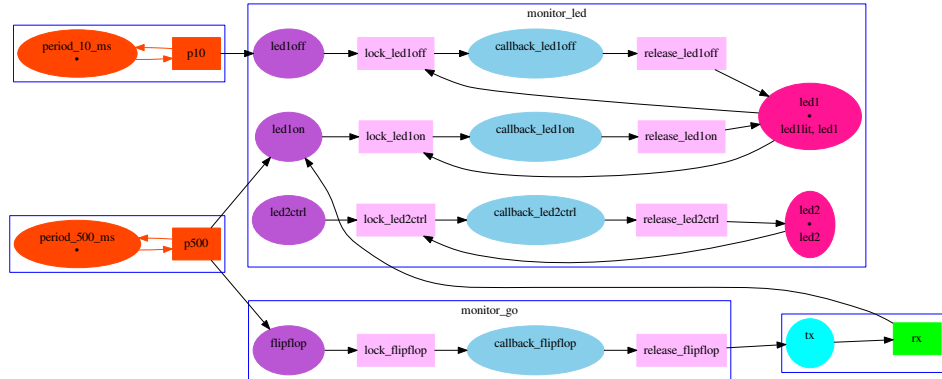 monitor_led
period_10_ms
•
p10
led1off
lock_led1off
callback_led1off
release_led1off
led1
•
led1lit, led1
led1on
lock_led1on
callback_led1on
release_led1on
led2ctrl
lock_led2ctrl
callback_led2ctrl
release_led2ctrl
led2
•
led2
period_500_ms
•
p500
monitor_go
flipflop
lock_flipflop
callback_flipflop
release_flipflop
tx
rx